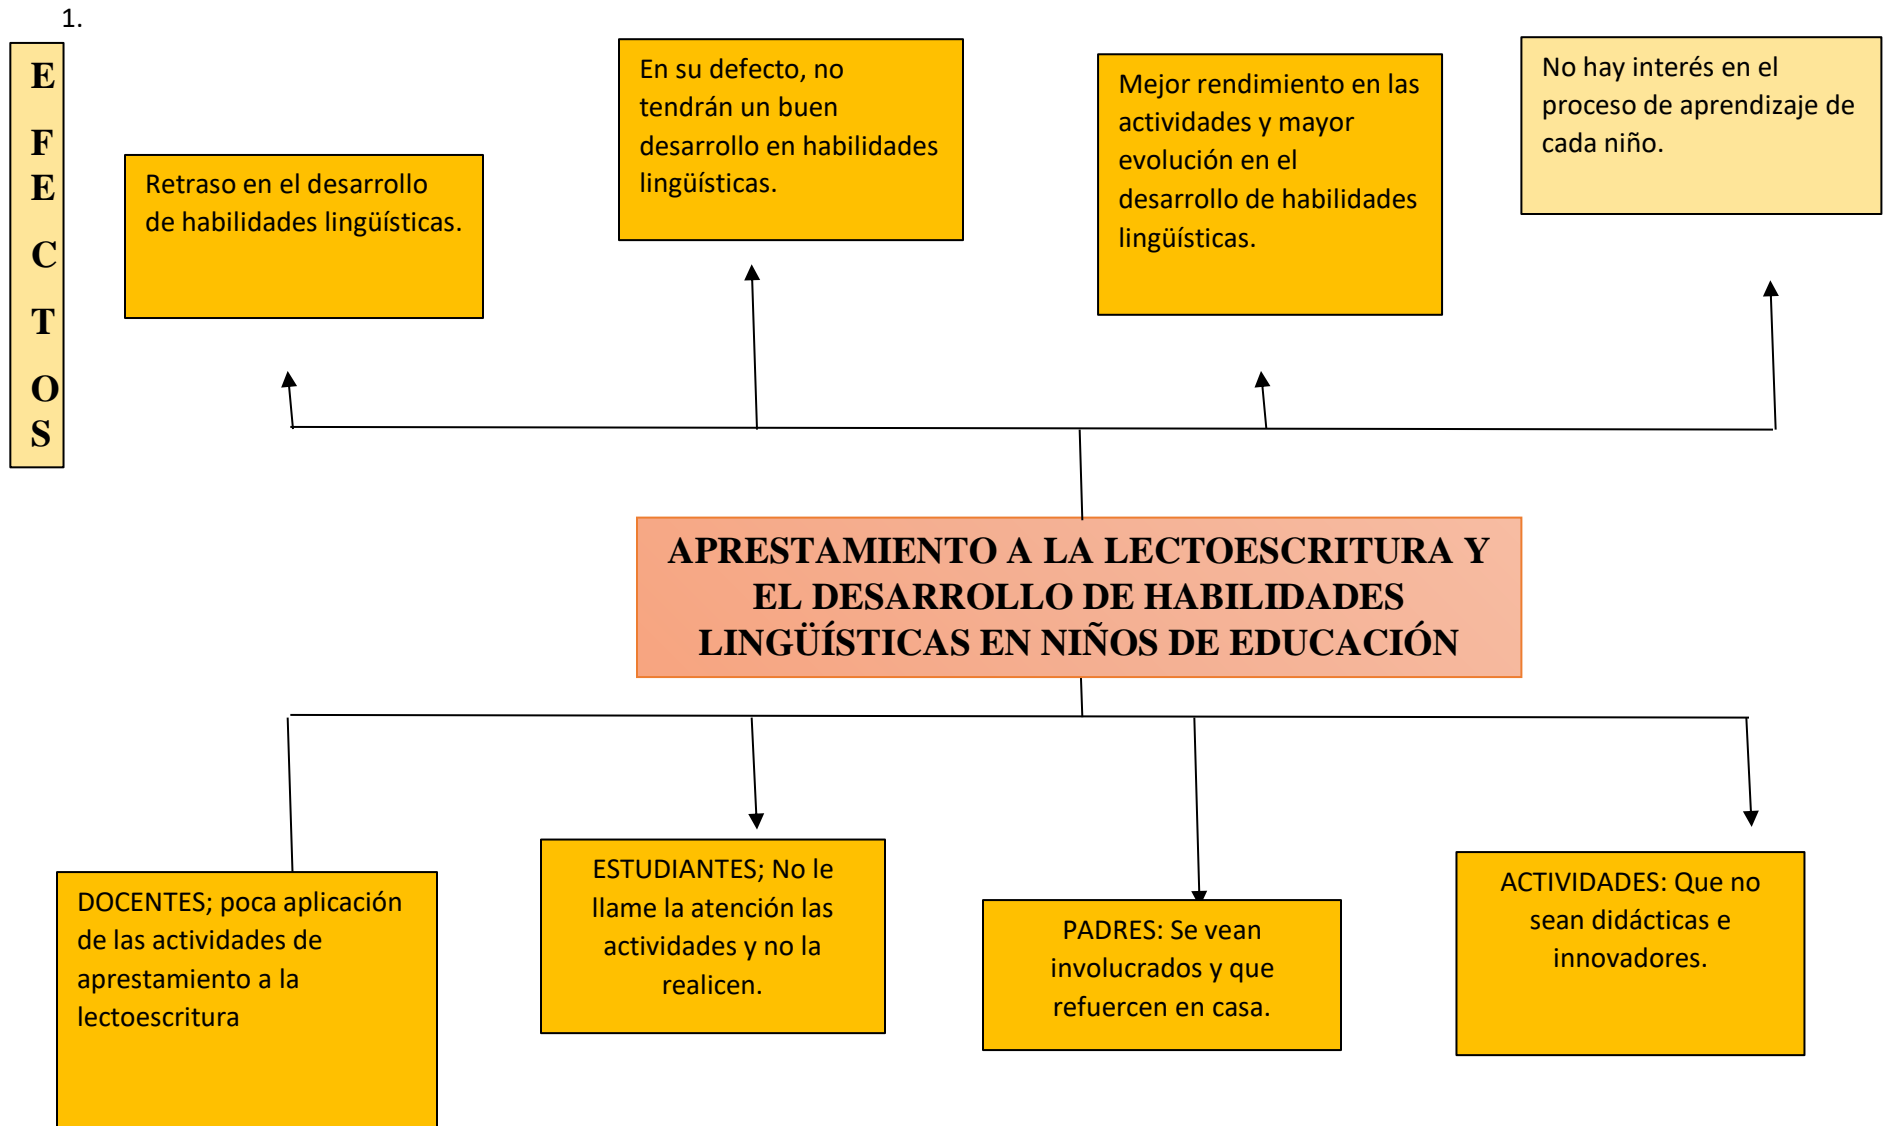 1.
E
F
E
C
T
O
S
Retraso en el desarrollo
de habilidades lingüísticas.
En su defecto, no
tendrán un buen
desarrollo en habilidades
lingüísticas.
Mejor rendimiento en las
actividades y mayor
evolución en el
desarrollo de habilidades
lingüísticas.
No hay interés en el
proceso de aprendizaje de
cada niño.
APRESTAMIENTO A LA LECTOESCRITURA Y
EL DESARROLLO DE HABILIDADES
LINGÜÍSTICAS EN NIÑOS DE EDUCACIÓN
DOCENTES; poca aplicación
de las actividades de
aprestamiento a la
lectoescritura
ESTUDIANTES; No le
llame la atención las
actividades y no la
realicen.
PADRES: Se vean
involucrados y que
refuercen en casa.
ACTIVIDADES: Que no
sean didácticas e
innovadores.